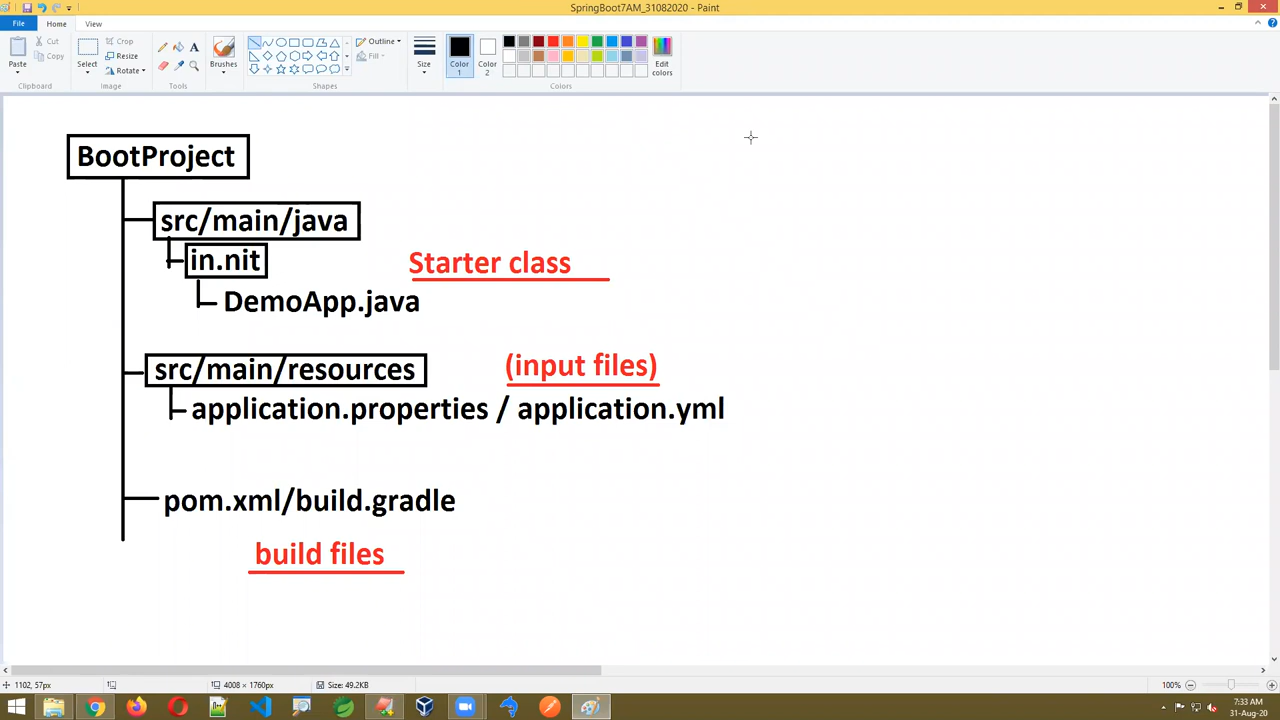 SpringBoot7AM_31082020 - Paint
File Home View
Paste Cut Copy Clipboard
Select Crop Resize Rotate Image
Tools
Brushes
Shapes Outline Fill
Size
Color 1 Color 2 Edit colors Colors
BootProject
src/main/java
in.nit
Starter class
DemoApp.java
src/main/resources
(input files)
application.properties / application.yml
pom.xml/build.gradle
build files
1102, 57px 4008 × 1760px Size: 49.2KB 100%
7:33 AM
31-Aug-20